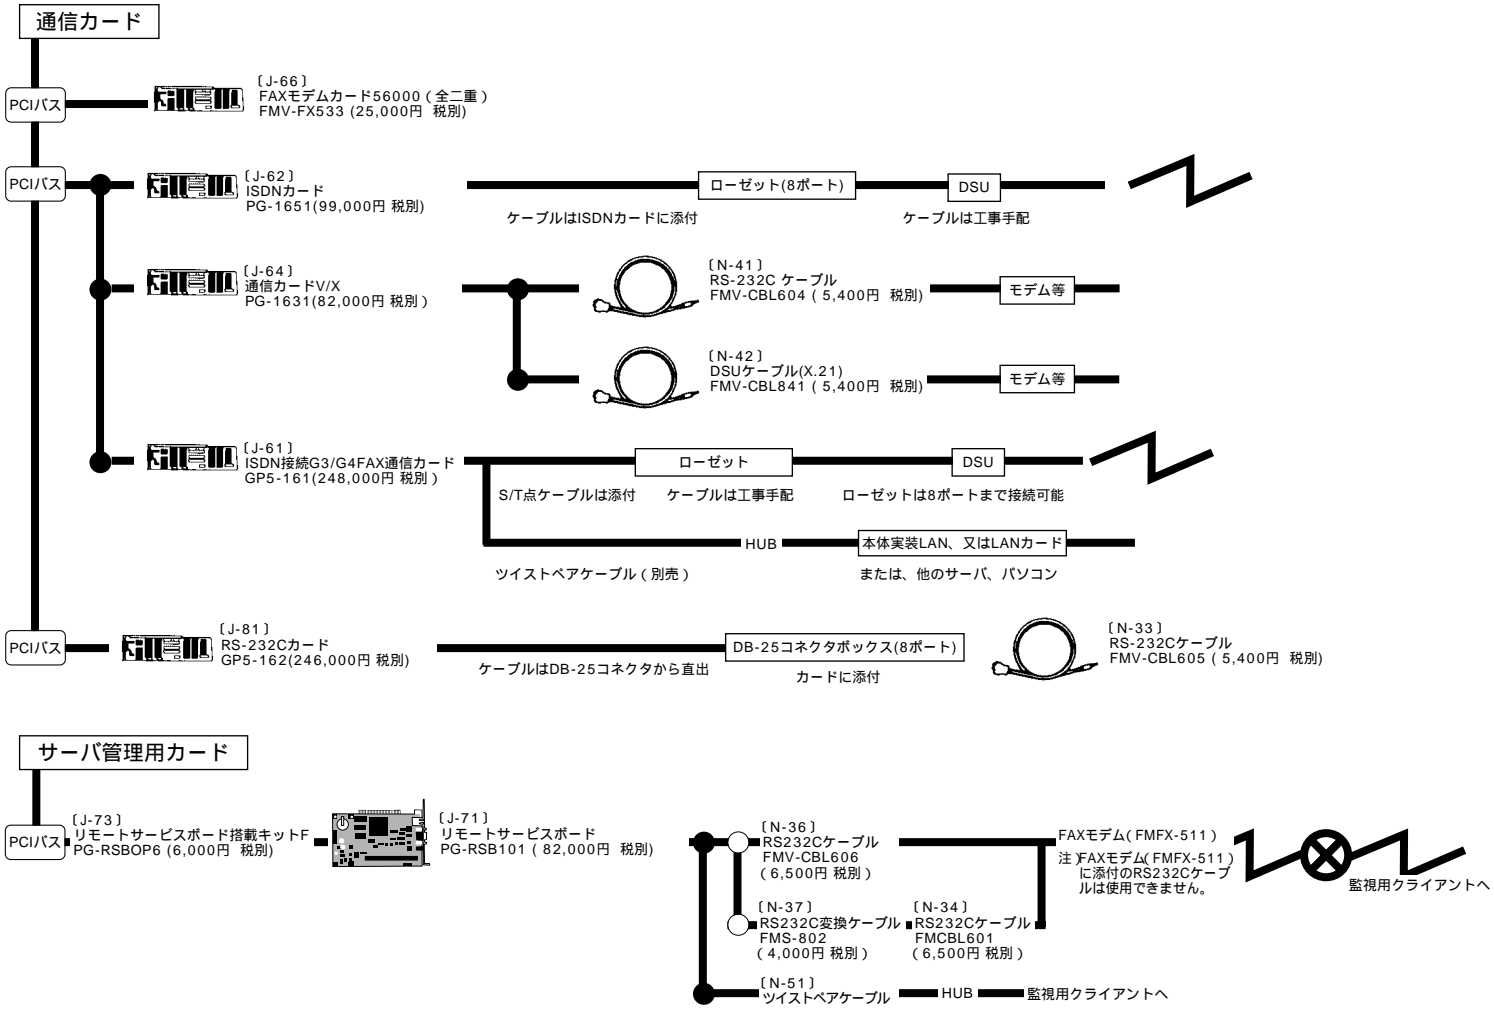 通信カード
PCIバス
〔J-66〕
FAXモデムカード56000（全二重）
FMV-FX533 (25,000円 税別)
PCIバス
〔J-62〕
ISDNカード
PG-1651(99,000円 税別)
ローゼット(8ポート)
DSU
ケーブルはISDNカードに添付
ケーブルは工事手配
〔J-64〕
通信カードV/X
PG-1631(82,000円 税別）
〔N-41〕
RS-232C ケーブル
FMV-CBL604（5,400円 税別)
モデム等
〔N-42〕
DSUケーブル(X.21)
FMV-CBL841（5,400円 税別)
モデム等
〔J-61〕
ISDN接続G3/G4FAX通信カード
GP5-161(248,000円 税別）
ローゼット
DSU
S/T点ケーブルは添付
ケーブルは工事手配
ローゼットは8ポートまで接続可能
HUB
本体実装LAN、又はLANカード
ツイストペアケーブル（別売）
または、他のサーバ、パソコン
PCIバス
〔J-81〕
RS-232Cカード
GP5-162(246,000円 税別)
ケーブルはDB-25コネクタから直出
DB-25コネクタボックス(8ポート)
カードに添付
〔N-33〕
RS-232Cケーブル
FMV-CBL605（5,400円 税別)
サーバ管理用カード
PCIバス
〔J-73〕
リモートサービスボード搭載キットF
PG-RSBOP6 (6,000円 税別)
〔J-71〕
リモートサービスボード
PG-RSB101（82,000円 税別)
〔N-36〕
RS232Cケーブル
FMV-CBL606
（6,500円 税別）
FAXモデム（FMFX-511）
注）FAXモデム（FMFX-511）
に添付のRS232Cケーブ
ルは使用できません。
監視用クライアントへ
〔N-37〕
RS232C変換ケーブル
FMS-802
（4,000円 税別）
〔N-34〕
RS232Cケーブル
FMCBL601
（6,500円 税別）
〔N-51〕
ツイストペアケーブル
HUB
監視用クライアントへ